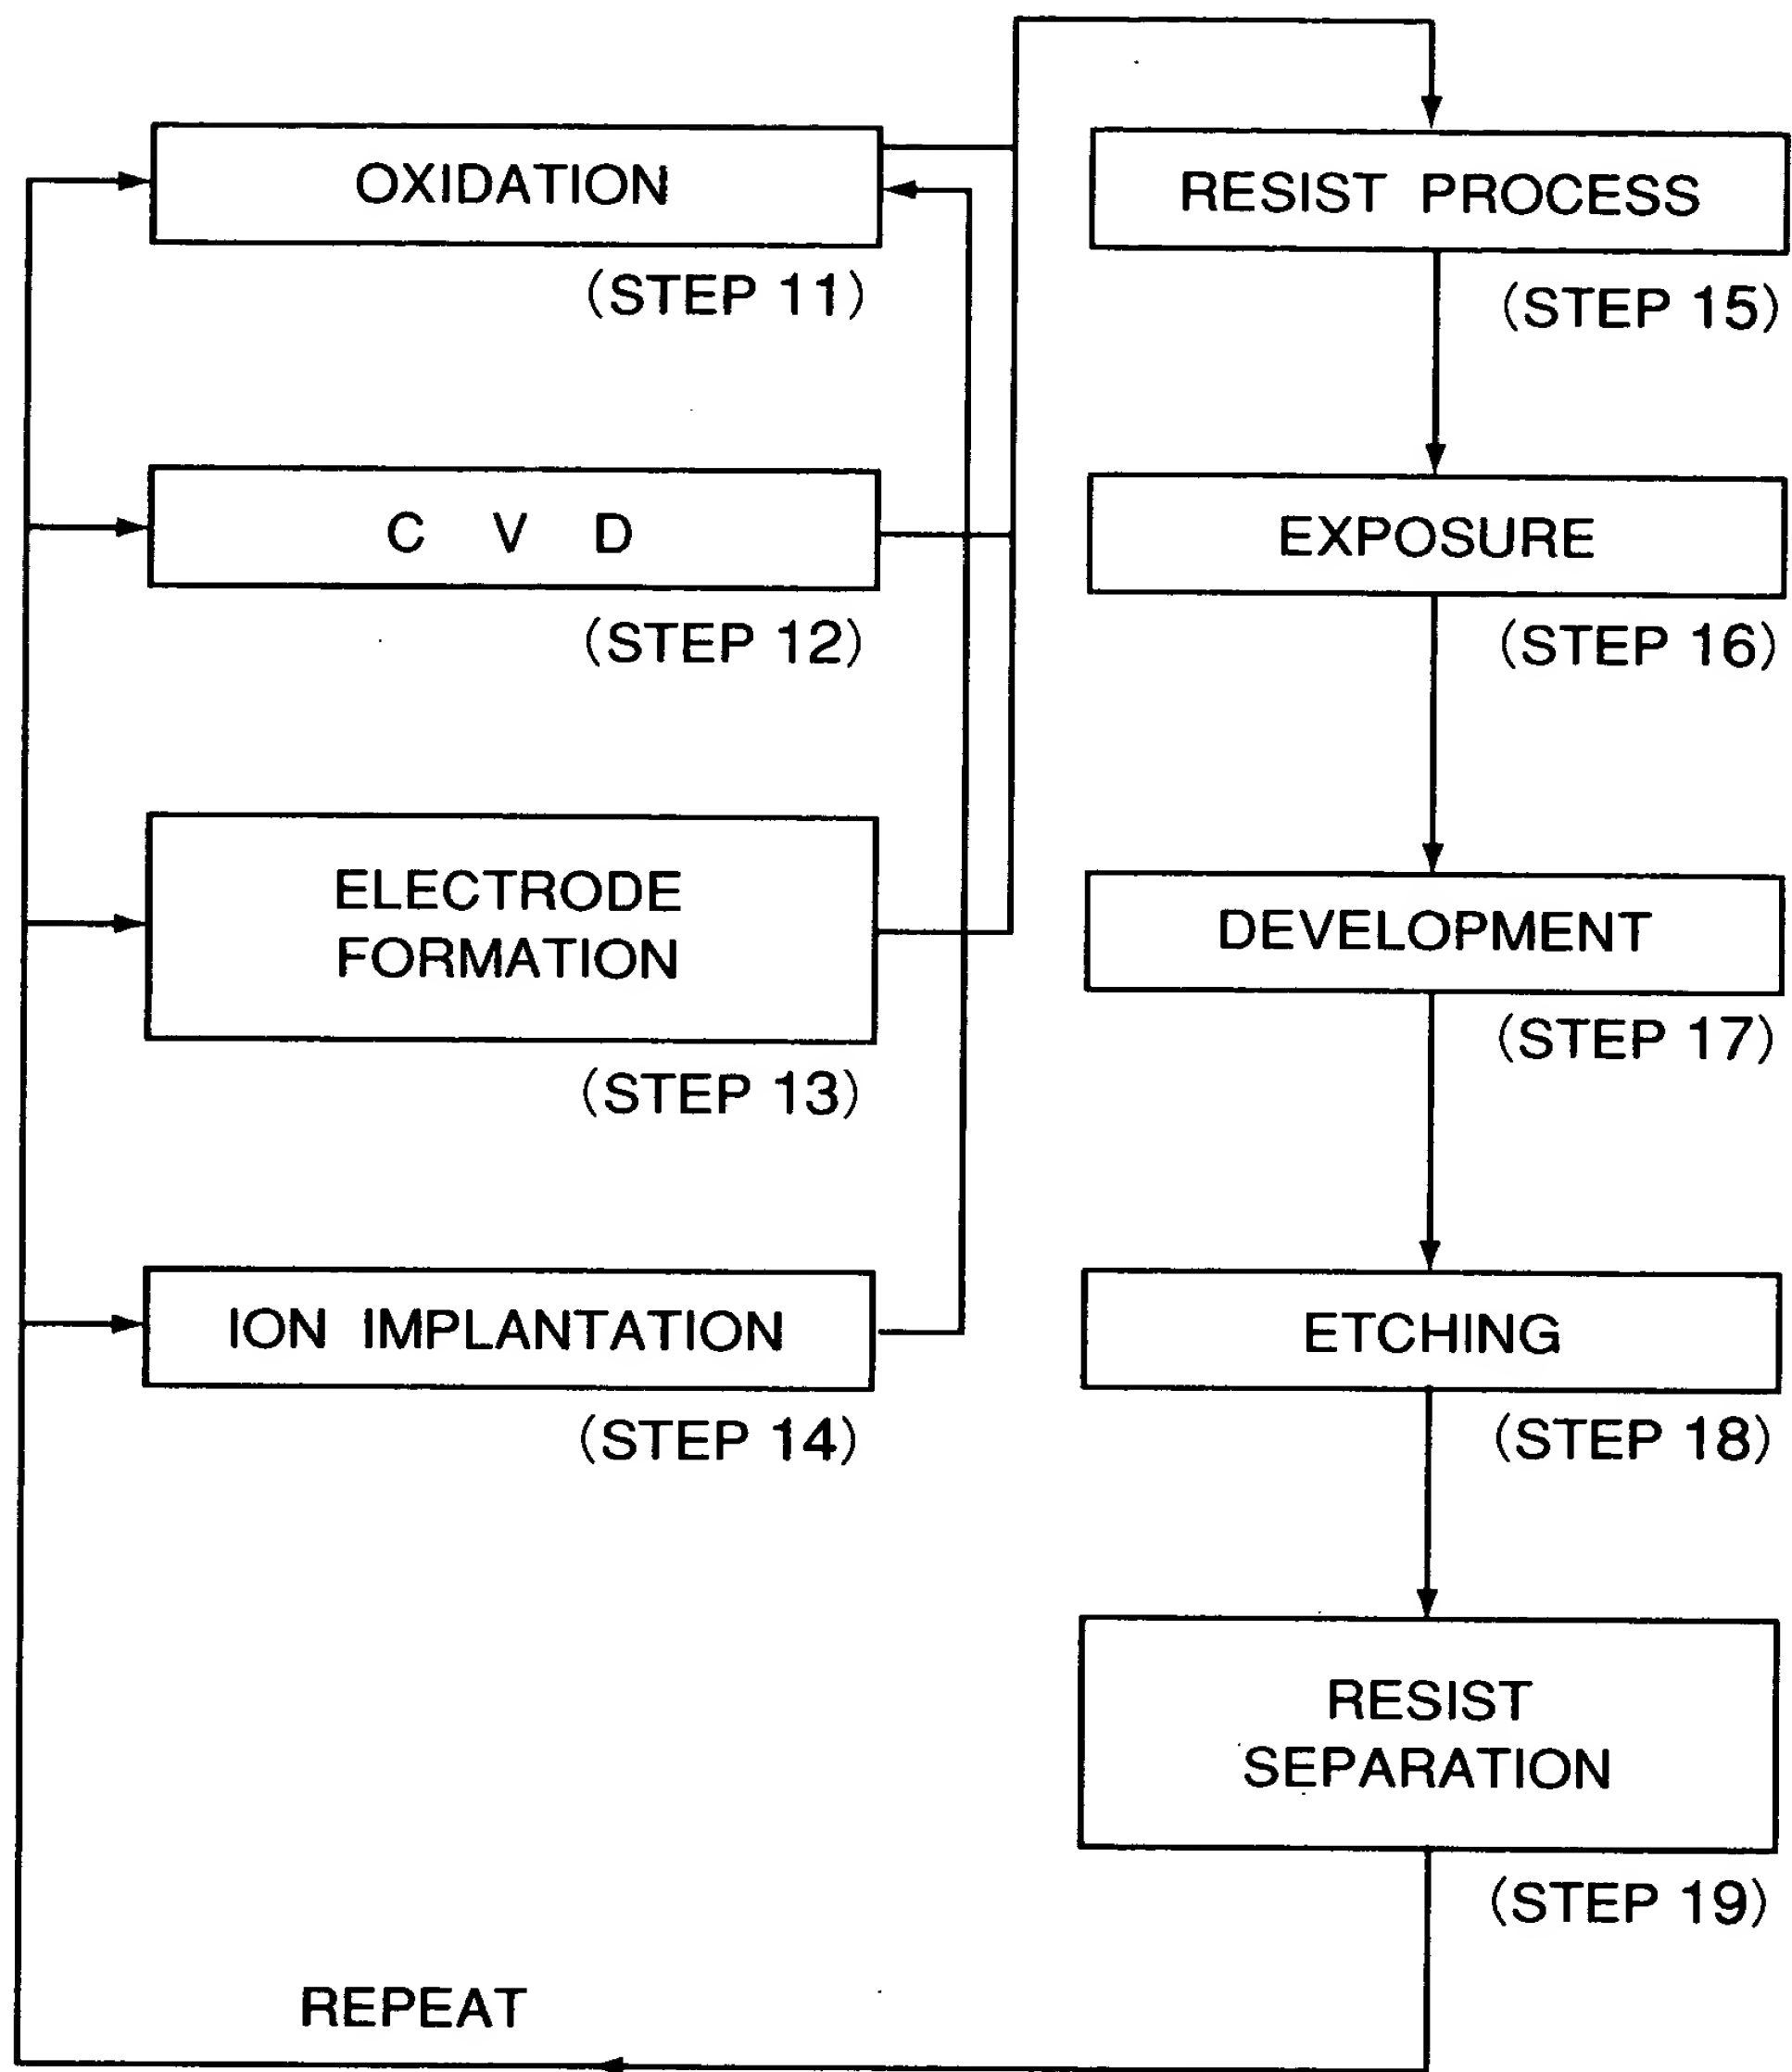 OXIDATION
(STEP 11)
C V D
(STEP 12)
ELECTRODE
FORMATION
(STEP 13)
ION IMPLANTATION
(STEP 14)
RESIST PROCESS
(STEP 15)
EXPOSURE
(STEP 16)
DEVELOPMENT
(STEP 17)
ETCHING
(STEP 18)
RESIST
SEPARATION
(STEP 19)
REPEAT